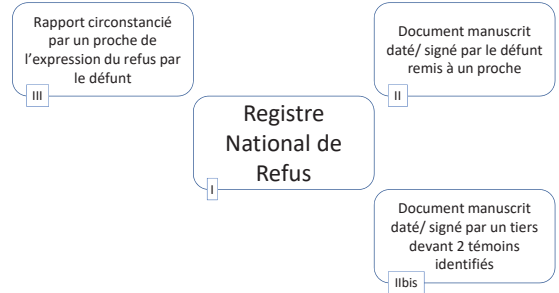 Rapport circonstancié
par un proche de
l’expression du refus par
le défunt
III
Document manuscrit
daté/ signé par le défunt
remis à un proche
II
Registre
National de
Refus
I
Document manuscrit
daté/ signé par un tiers
devant 2 témoins
identifiés
IIbis